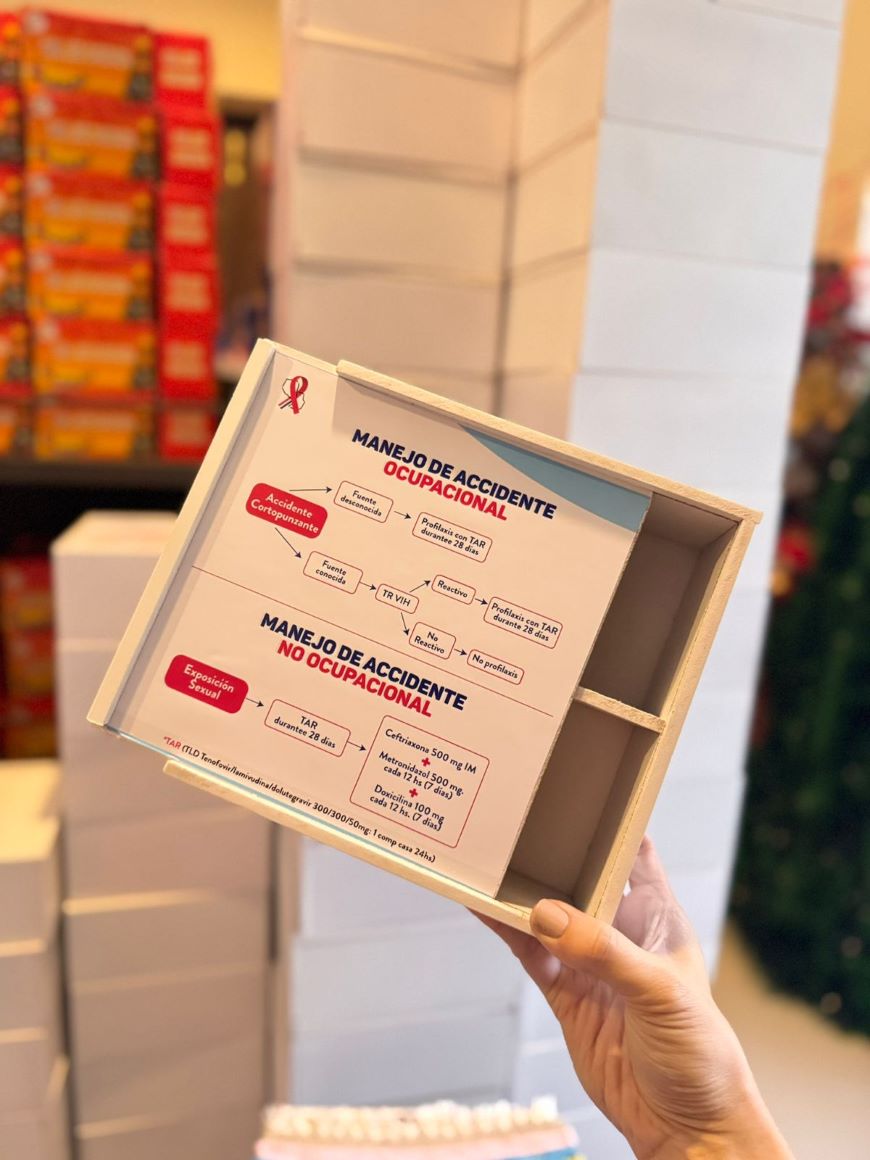 MANEJO DE ACCIDENTE
OCUPACIONAL
Accidente
Cortopunzante
Fuente
desconocida
Profilaxis con TAR
durantee 28 días
Fuente
conocida
TR VIH
Reactivo
Profilaxis con TAR
durante 28 días
No
Reactivo
No profilaxis
MANEJO DE ACCIDENTE
NO OCUPACIONAL
Exposición
Sexual
TAR
durantee 28 días
Ceftriaxona 500 mg IM
+
Metronidazol 500 mg.
cada 12 hs (7 días)
+
Doxicilina 100 mg
cada 12 hs. (7 días)
*TAR (TLD Tenofovir/lamivudina/dolutegravir 300/300/50mg: 1 comp casa 24hs)